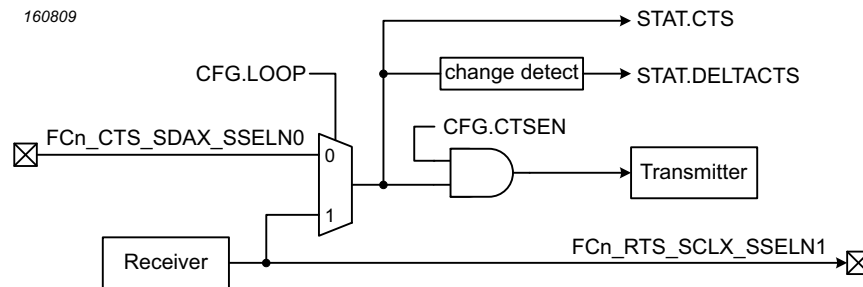 160809
STAT.CTS
CFG.LOOP
change detect
STAT.DELTACTS
FCn_CTS_SDAX_SSELN0
CFG.CTSEN
0
Transmitter
1
Receiver
FCn_RTS_SCLX_SSELN1